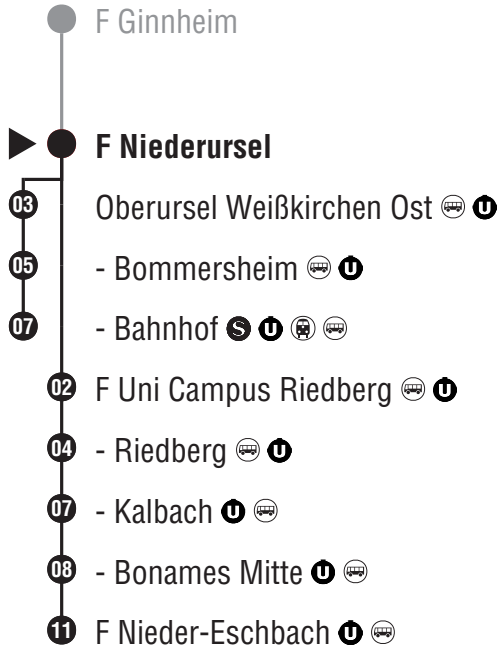 F Ginnheim
F Niederursel
03 Oberursel Weißkirchen Ost U
05 - Bommersheim U
07 - Bahnhof S U
02 F Uni Campus Riedberg U
04 - Riedberg U
07 - Kalbach U
08 - Bonames Mitte U
11 F Nieder-Eschbach U